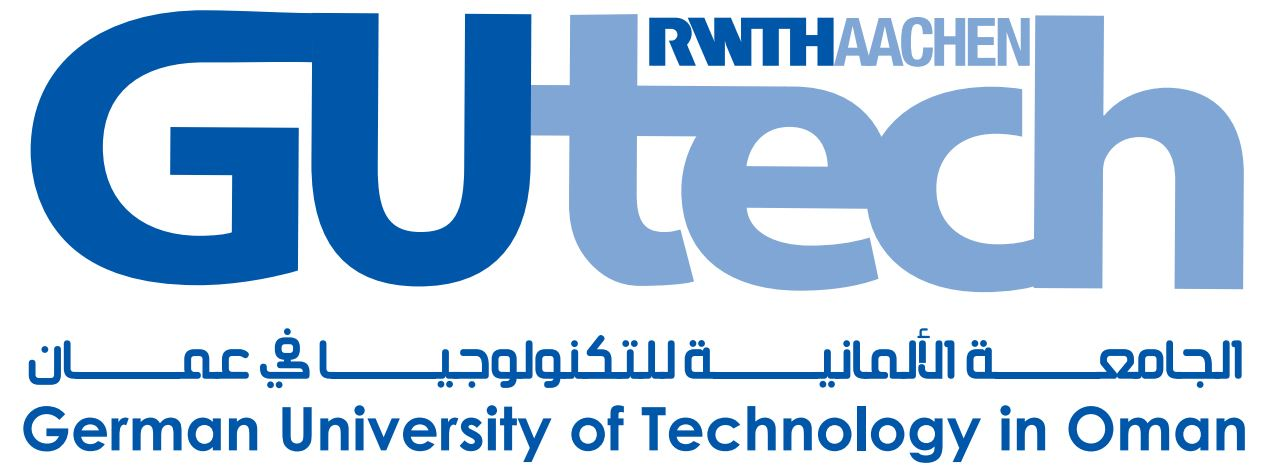 GUtech
RWTHAACHEN
الجامعة الألمانية للتكنولوجيا في عمان
German University of Technology in Oman